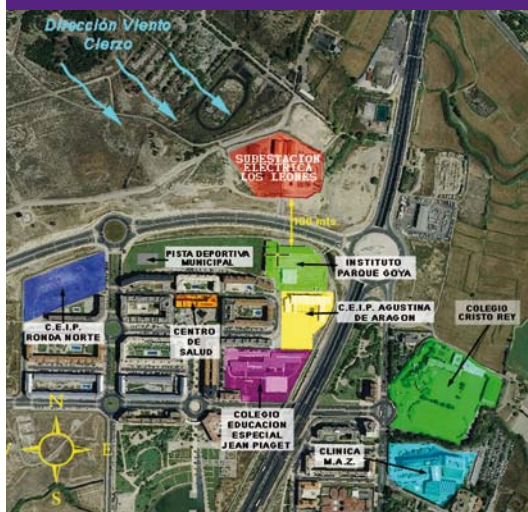 Dirección Viento
Cierzo
SUBESTACION
ELECTRICA
LOS LEONES
100 mts.
PISTA DEPORTIVA
MUNICIPAL
INSTITUTO
PARQUE GOYA
C.E.I.P.
RONDA NORTE
CENTRO
DE
SALUD
C.E.I.P. AGUSTINA
DE ARAGON
COLEGIO
CRISTO REY
COLEGIO
EDUCACION
ESPECIAL
JEAN PIAGET
CLINICA
M.A.Z.
N
E
S